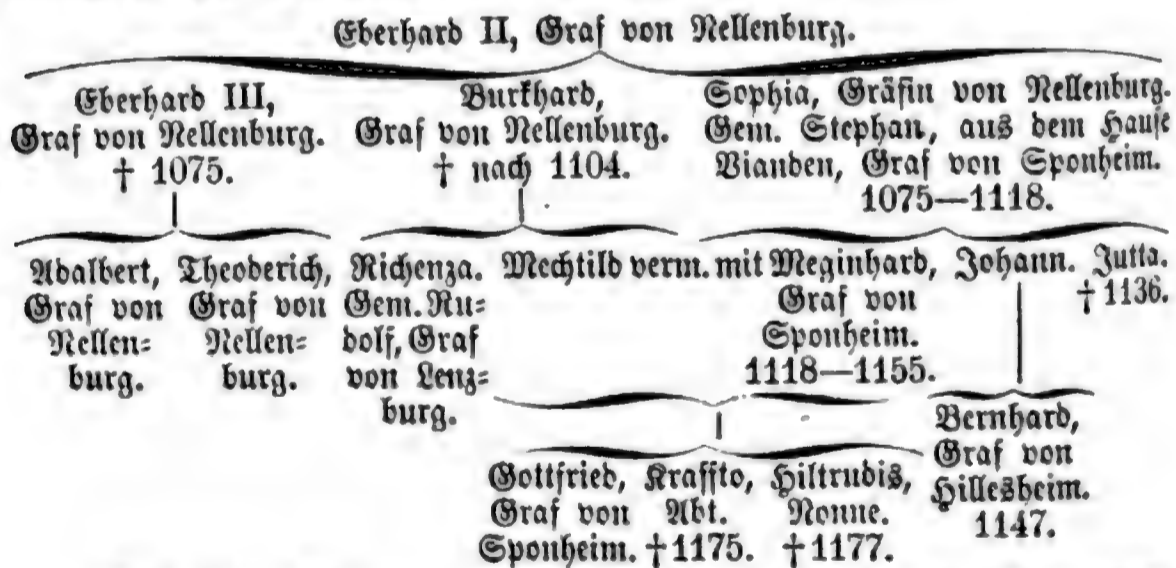 Eberhard II, Graf von Nellenburg.
Eberhard III,
Graf von Nellenburg.
† 1075.
Burkhard,
Graf von Nellenburg.
† nach 1104.
Sophia, Gräfin von Nellenburg.
Gem. Stephan, aus dem Hause
Vianden, Graf von Sponheim.
1075—1118.
Adalbert,
Graf von
Nellen=
burg.
Theoderich,
Graf von
Nellen=
burg.
Richenza.
Gem. Ru=
dolf, Graf
von Lenz=
burg.
Mechtild verm. mit Meginhard,
Graf von
Sponheim.
1118—1155.
Johann.
Jutta.
† 1136.
Gottfried,
Graf von
Sponheim.
Kraffto,
Abt.
† 1175.
Hiltrudis,
Nonne.
† 1177.
Bernhard,
Graf von
Hillesheim.
1147.